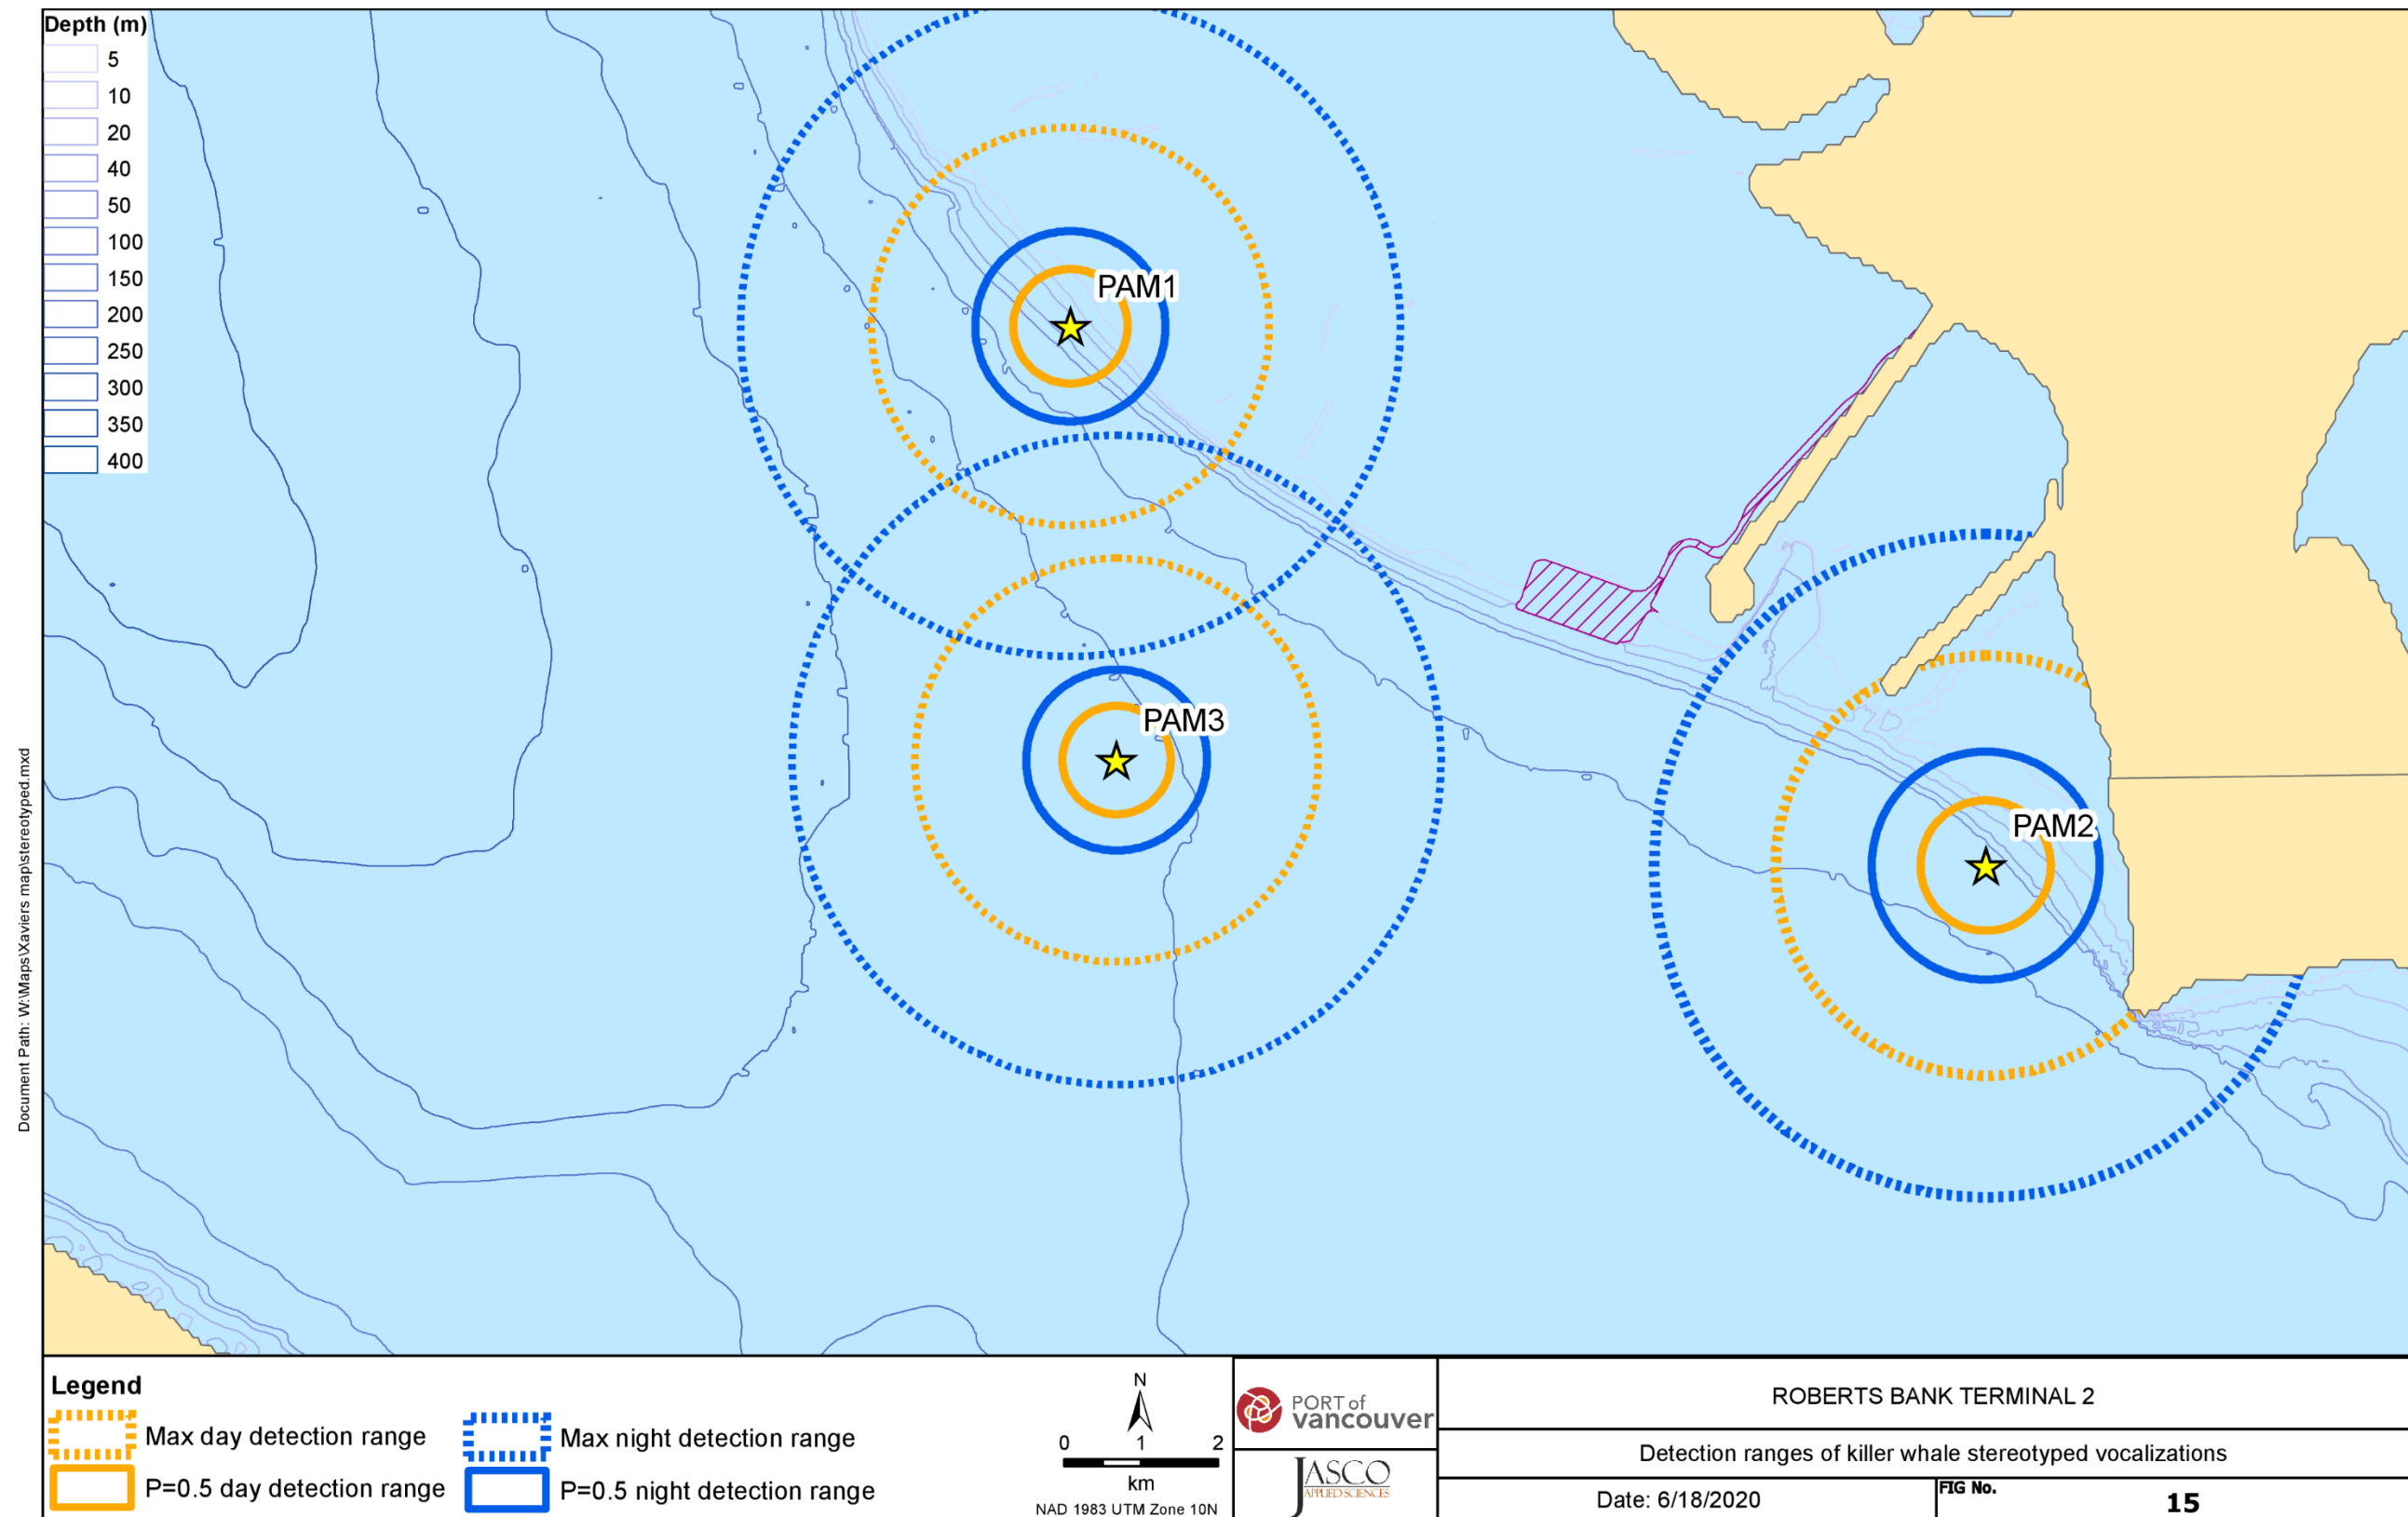 Depth (m)
5
10
20
40
50
100
150
200
250
300
350
400
PAM1
PAM3
PAM2
Document Path: W:\Maps\Xaviers map\stereotyped.mxd
Legend
Max day detection range
Max night detection range
P=0.5 day detection range
P=0.5 night detection range
N
0 1 2
km
NAD 1983 UTM Zone 10N
PORT of
vancouver
JASCO
APPLIED SCIENCES
ROBERTS BANK TERMINAL 2
Detection ranges of killer whale stereotyped vocalizations
Date: 6/18/2020
FIG No.
15